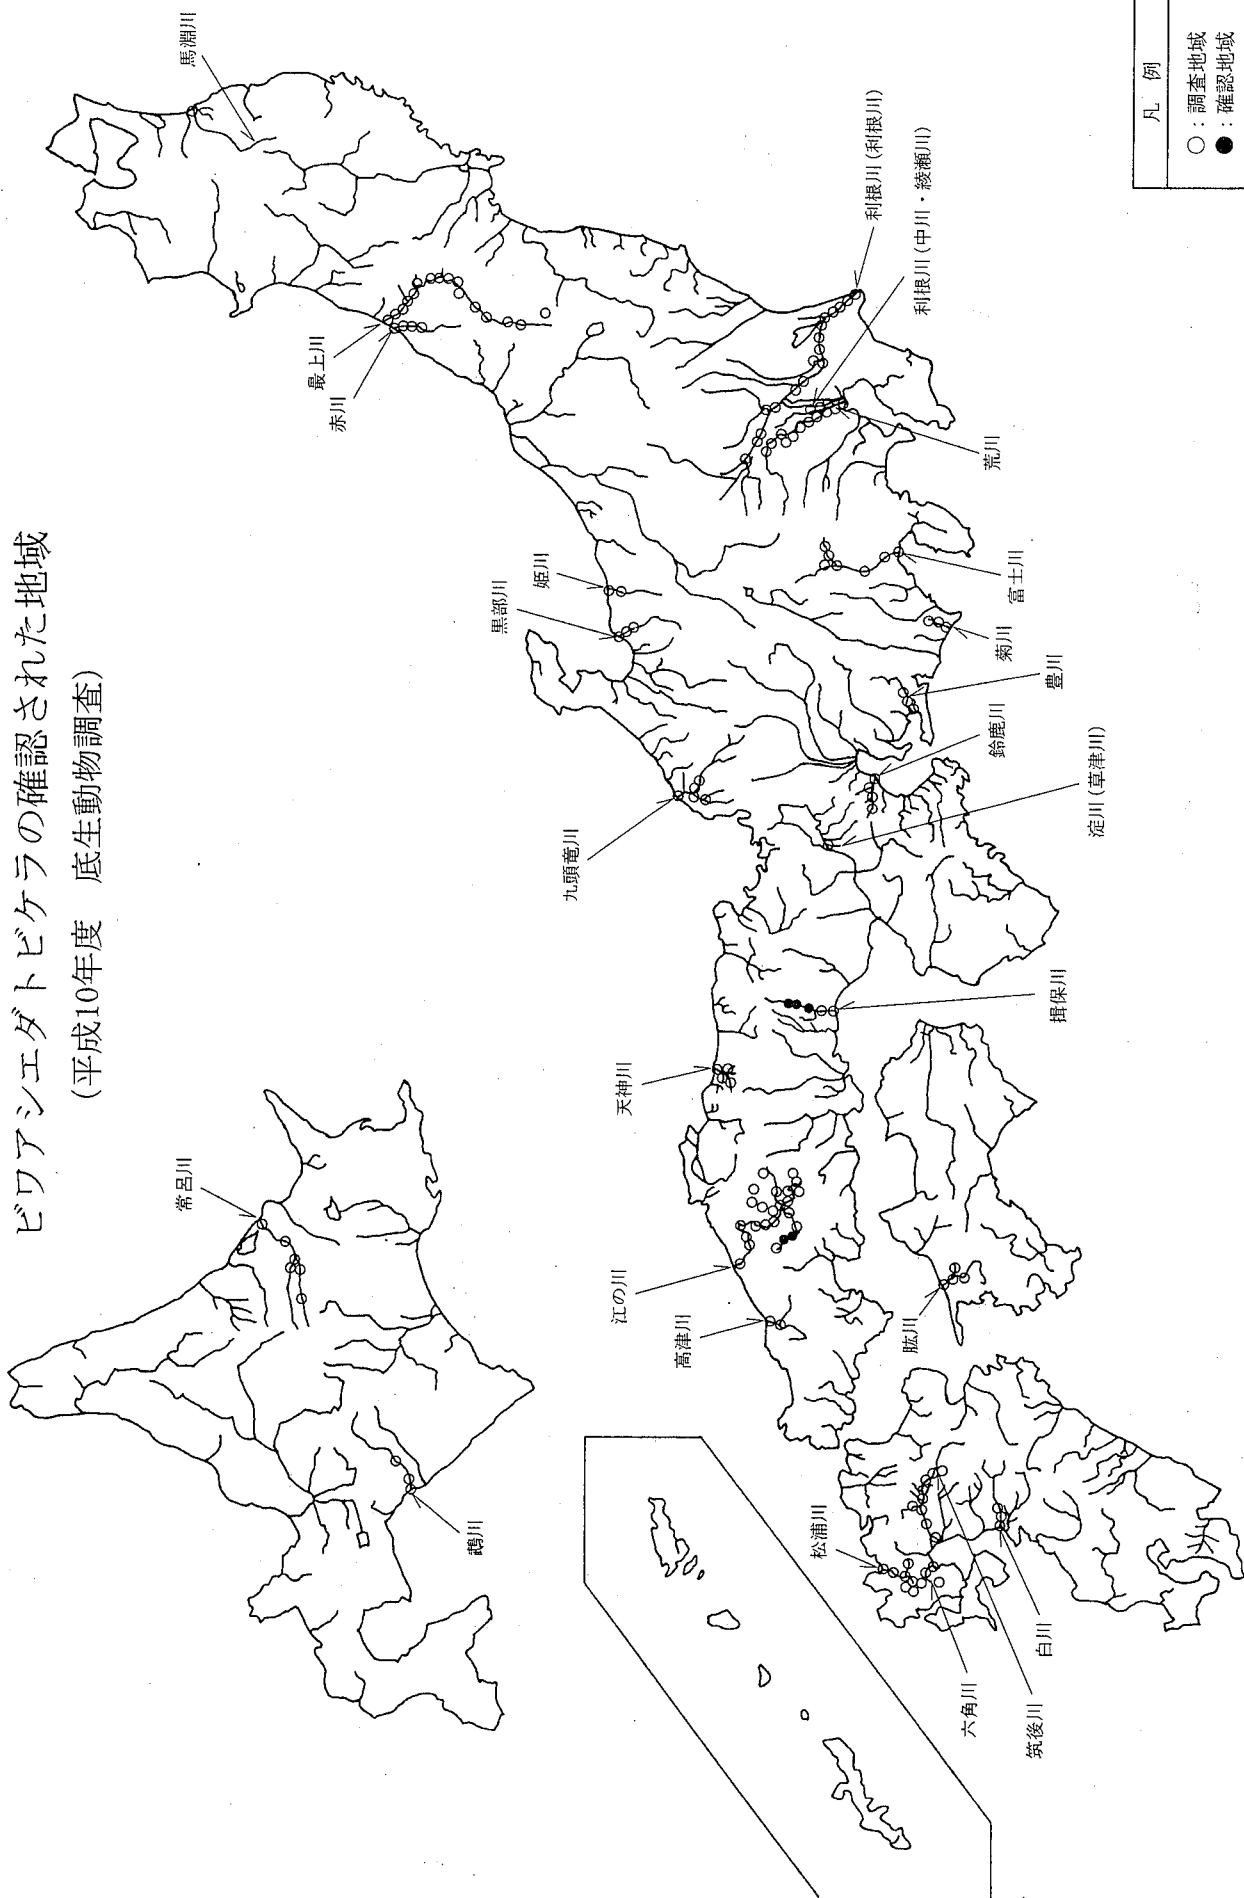 ビワアシエダトビケラの確認された地域
(平成10年度　底生動物調査)
常呂川
鵡川
馬淵川
最上川
赤川
利根川 (利根川)
利根川 (中川・綾瀬川)
荒川
姫川
黒部川
富士川
菊川
豊川
鈴鹿川
淀川 (草津川)
九頭竜川
揖保川
天神川
江の川
高津川
肱川
松浦川
六角川
筑後川
白川
凡　例
○ : 調査地域
● : 確認地域